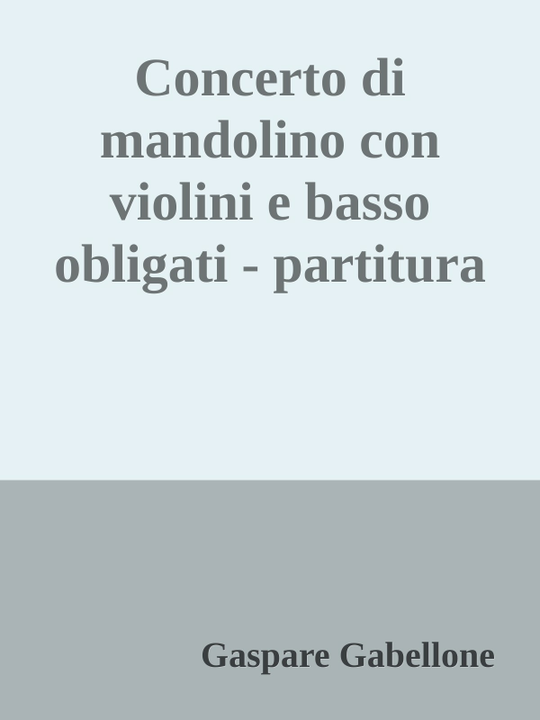 Concerto di
mandolino con
violini e basso
obligati - partitura
Gaspare Gabellone